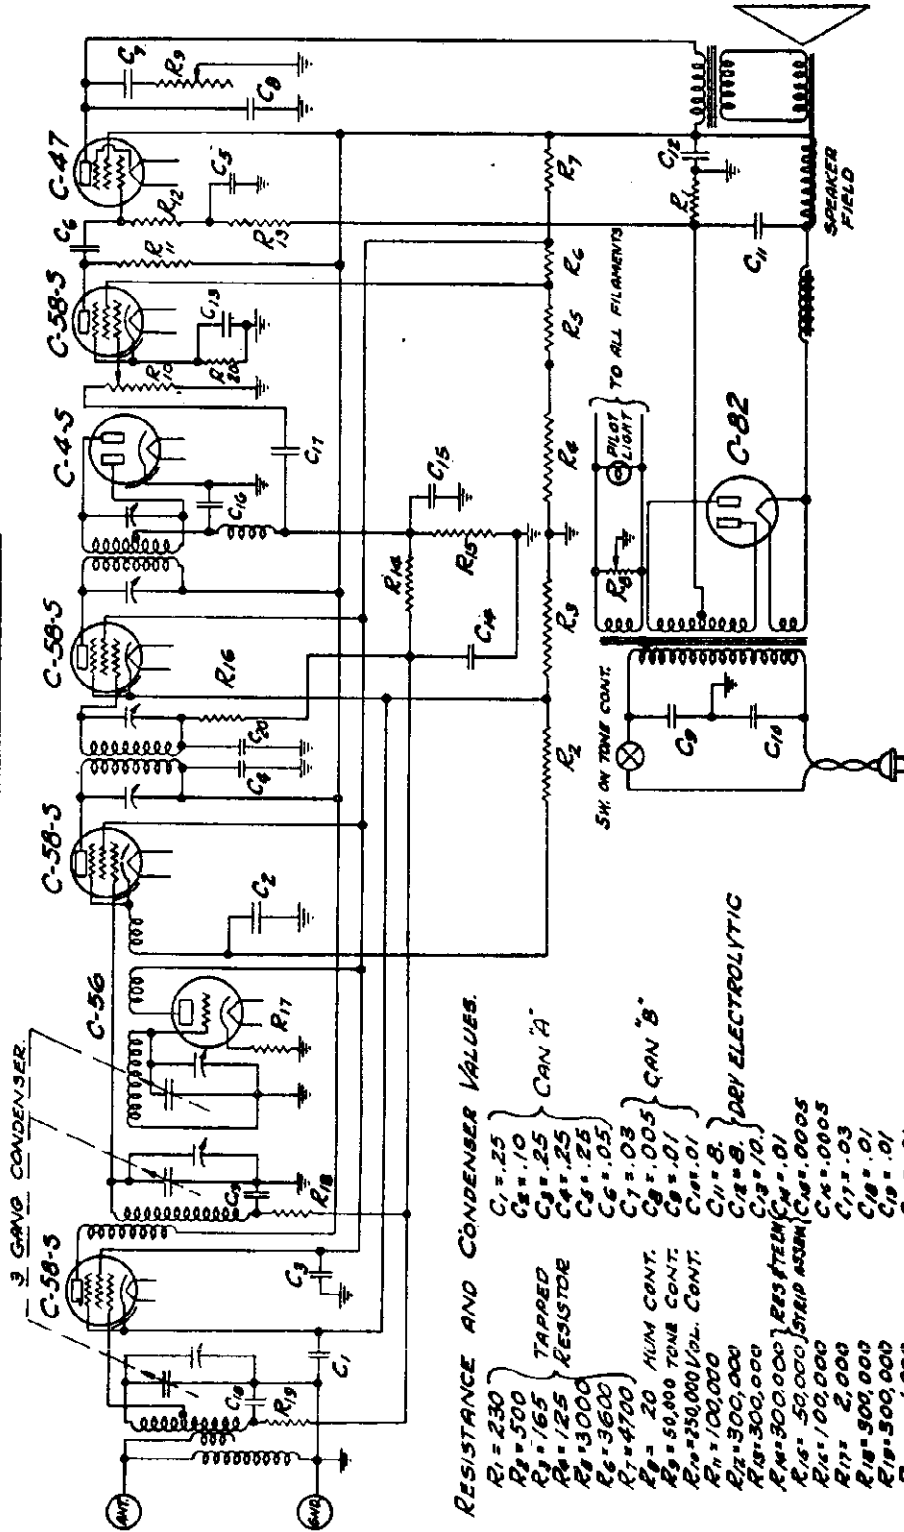 3 GANG CONDENSER.
C-58-S
C-56
C-58-S
C-58-S
C-4-S
C-58-S
C-47
ANT.
GND.
C18
R19
C1
C3
R18
R17
C2
C4
C20
R16
R14
C14
R15
C15
C16
C17
R10
R20
C13
R11
C6
R12
R13
C5
C7
R9
C8
R2
R3
R4
R5
R6
R7
R1
C12
C11
SPEAKER
FIELD
TO ALL FILAMENTS
PILOT
LIGHT
R8
C-82
SW. ON TONE CONT.
C9
C10
RESISTANCE AND CONDENSER VALUES.
R1 = 230
R2 = 500
R3 = 165
R4 = 125
R5 = 3000
R6 = 3600
R7 = 4700
TAPPED
RESISTOR
R8 = 20 HUM CONT.
R9 = 50,000 TONE CONT.
R10 = 250,000 VOL. CONT.
R11 = 100,000
R12 = 300,000
R13 = 300,000
R14 = 300,000
R15 = 50,000
RES & TERM
STRIP ASSEM
R16 = 100,000
R17 = 2,000
R18 = 300,000
R19 = 300,000
C1 = .25
C2 = .10
C3 = .25
C4 = .25
C5 = .25
C6 = .05
CAN "A"
C7 = .03
C8 = .005
C9 = .01
C10 = .01
CAN "B"
C11 = 8.
C12 = 8.
C13 = 10.
DRY ELECTROLYTIC
C14 = .01
C15 = .0005
C16 = .0005
C17 = .03
C18 = .01
C19 = .01